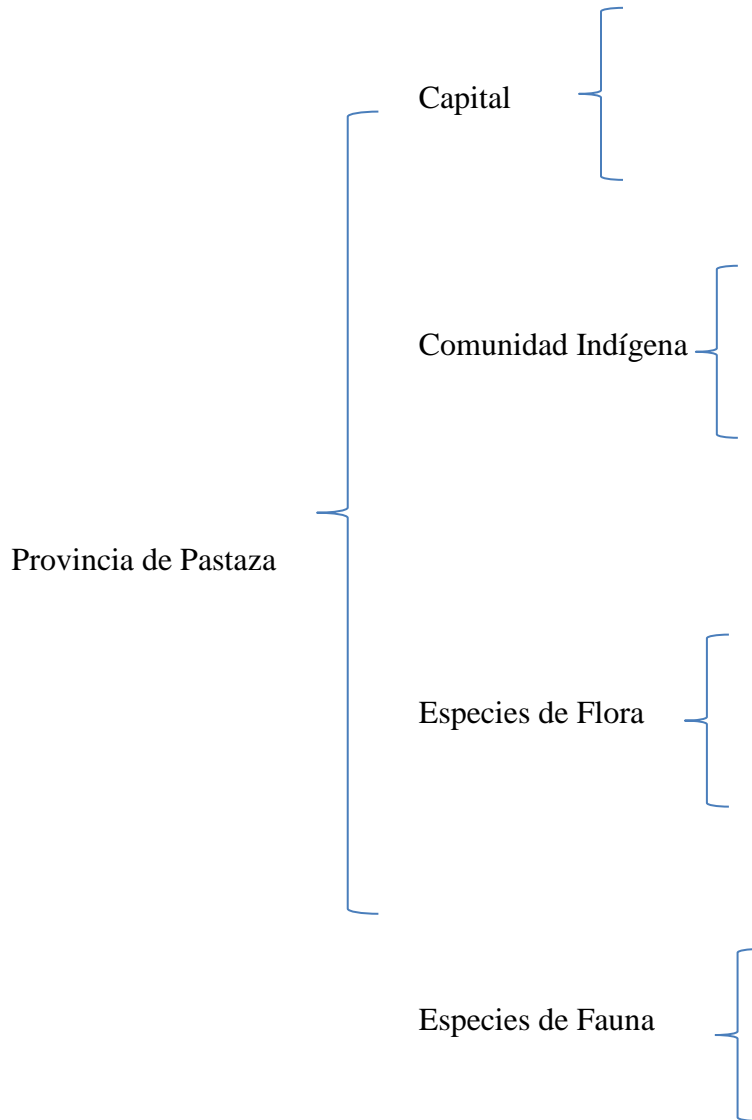 Capital
Comunidad Indígena
Provincia de Pastaza
Especies de Flora
Especies de Fauna